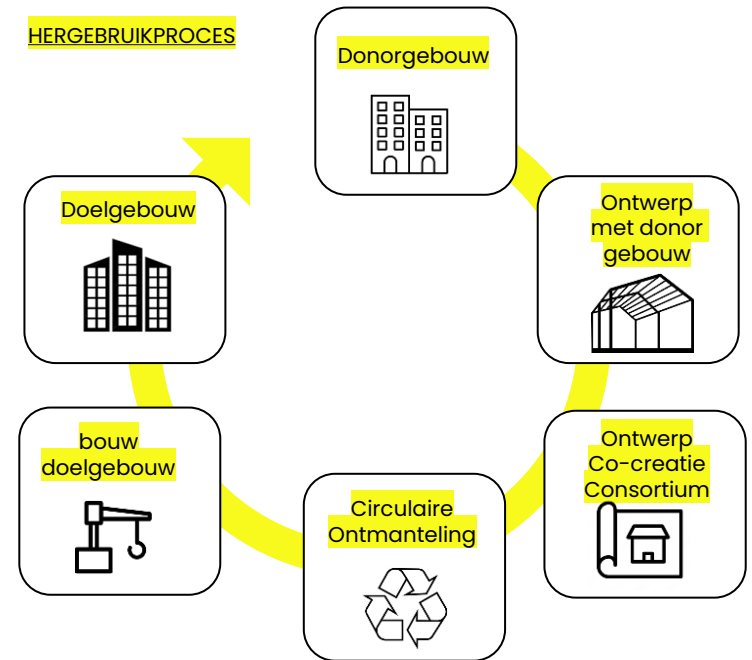 HERGEBRUIKPROCES
Donorgebouw
Ontwerp
met donor
gebouw
Ontwerp
Co-creatie
Consortium
Circulaire
Ontmanteling
bouw
doelgebouw
Doelgebouw